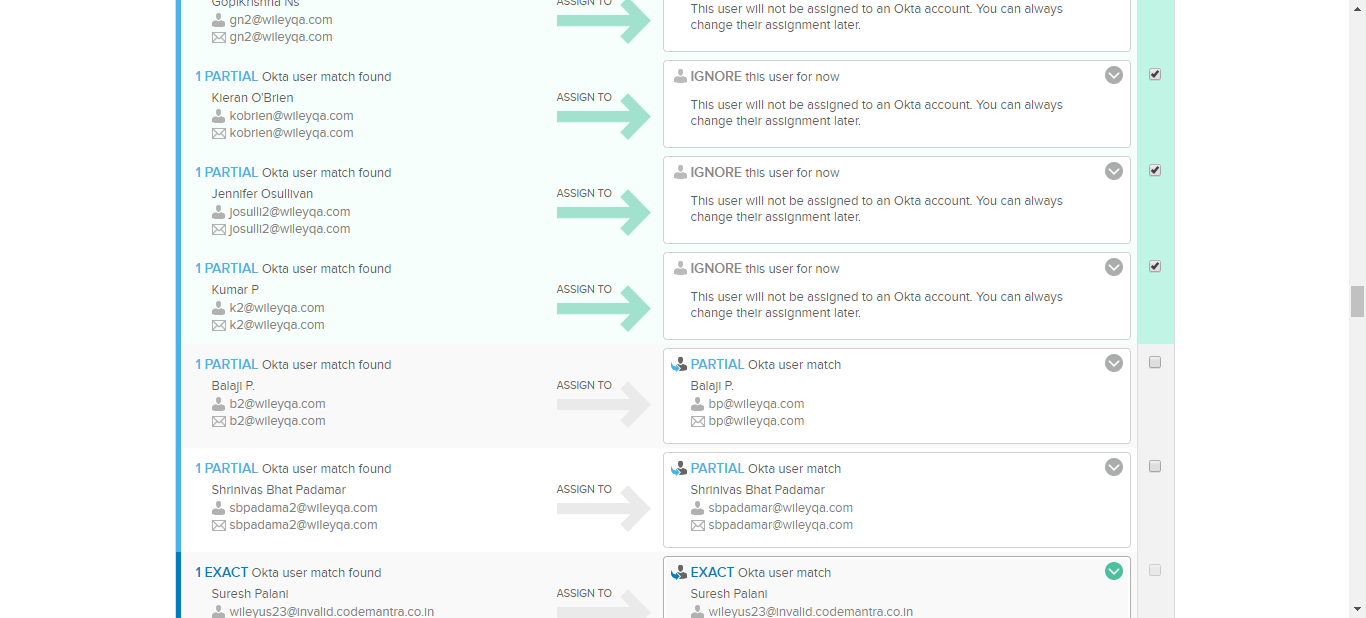 GopiKrishna Ns
gn2@wileyqa.com
gn2@wileyqa.com
ASSIGN TO
This user will not be assigned to an Okta account. You can always
change their assignment later.
1 PARTIAL Okta user match found
Kieran O'Brien
kobrien@wileyqa.com
kobrien@wileyqa.com
ASSIGN TO
IGNORE this user for now
This user will not be assigned to an Okta account. You can always
change their assignment later.
1 PARTIAL Okta user match found
Jennifer Osullivan
josulli2@wileyqa.com
josulli2@wileyqa.com
ASSIGN TO
IGNORE this user for now
This user will not be assigned to an Okta account. You can always
change their assignment later.
1 PARTIAL Okta user match found
Kumar P
k2@wileyqa.com
k2@wileyqa.com
ASSIGN TO
IGNORE this user for now
This user will not be assigned to an Okta account. You can always
change their assignment later.
1 PARTIAL Okta user match found
Balaji P.
b2@wileyqa.com
b2@wileyqa.com
ASSIGN TO
PARTIAL Okta user match
Balaji P.
bp@wileyqa.com
bp@wileyqa.com
1 PARTIAL Okta user match found
Shrinivas Bhat Padamar
sbpadama2@wileyqa.com
sbpadama2@wileyqa.com
ASSIGN TO
PARTIAL Okta user match
Shrinivas Bhat Padamar
sbpadamar@wileyqa.com
sbpadamar@wileyqa.com
1 EXACT Okta user match found
Suresh Palani
wileyus23@invalid.codemantra.co.in
ASSIGN TO
EXACT Okta user match
Suresh Palani
wileyus23@invalid.codemantra.co.in